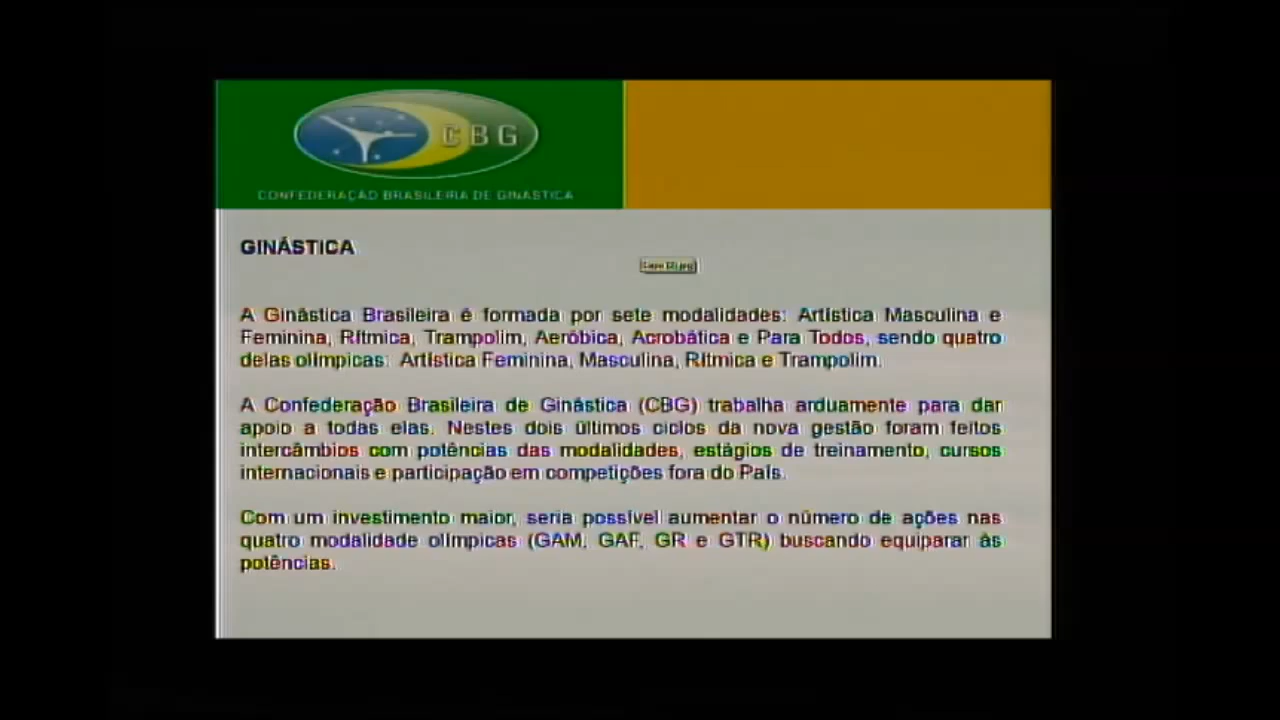 CBG
CONFEDERAÇÃO BRASILEIRA DE GINÁSTICA
GINÁSTICA
A Ginástica Brasileira é formada por sete modalidades: Artística Masculina e
Feminina, Rítmica, Trampolim, Aeróbica, Acrobática e Para Todos, sendo quatro
delas olímpicas: Artística Feminina, Masculina, Rítmica e Trampolim.
A Confederação Brasileira de Ginástica (CBG) trabalha arduamente para dar
apoio a todas elas. Nestes dois últimos ciclos da nova gestão foram feitos
intercâmbios com potências das modalidades, estágios de treinamento, cursos
internacionais e participação em competições fora do País.
Com um investimento maior, seria possível aumentar o número de ações nas
quatro modalidade olímpicas (GAM, GAF, GR e GTR) buscando equiparar às
potências.